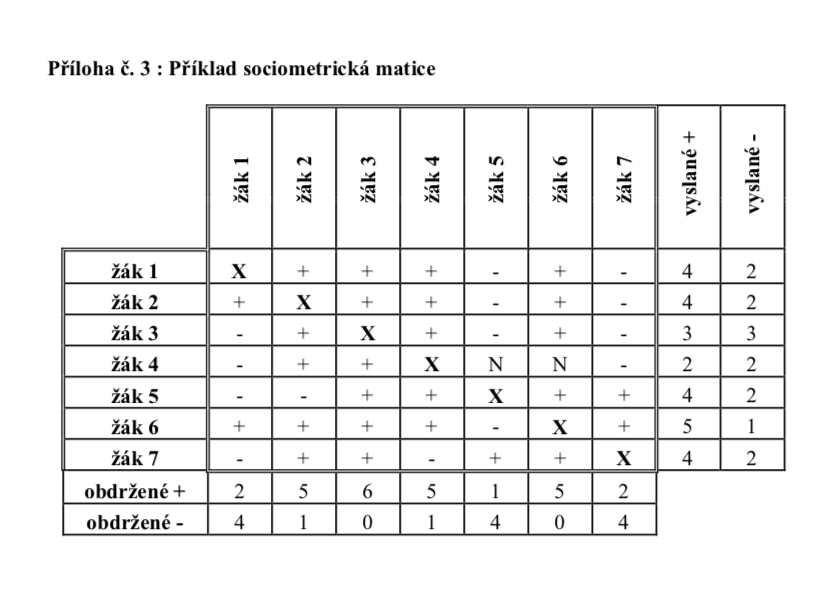 Příloha č. 3 : Příklad sociometrická matice
žák 1 žák 2 žák 3 žák 4 žák 5 žák 6 žák 7 vyslané + vyslané -
žák 1 X + + + - + - 4 2
žák 2 + X + + - + - 4 2
žák 3 - + X + - + - 3 3
žák 4 - + + X N N - 2 2
žák 5 - - + + X + + 4 2
žák 6 + + + + - X + 5 1
žák 7 - + + - + + X 4 2
obdržené + 2 5 6 5 1 5 2
obdržené - 4 1 0 1 4 0 4